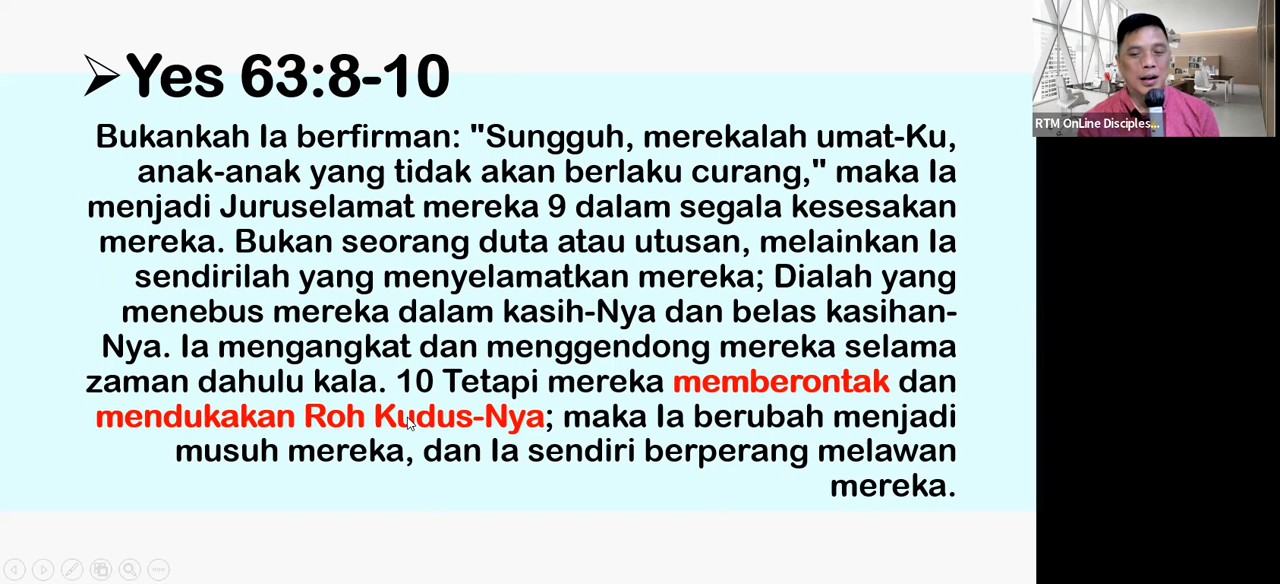 Yes 63:8-10
Bukankah Ia berfirman: "Sungguh, merekalah umat-Ku,
anak-anak yang tidak akan berlaku curang," maka Ia
menjadi Juruselamat mereka 9 dalam segala kesesakan
mereka. Bukan seorang duta atau utusan, melainkan Ia
sendirilah yang menyelamatkan mereka; Dialah yang
menebus mereka dalam kasih-Nya dan belas kasihan-
Nya. Ia mengangkat dan menggendong mereka selama
zaman dahulu kala. 10 Tetapi mereka memberontak dan
mendukakan Roh Kudus-Nya; maka Ia berubah menjadi
musuh mereka, dan Ia sendiri berperang melawan
mereka.
RTM OnLine Disciples...